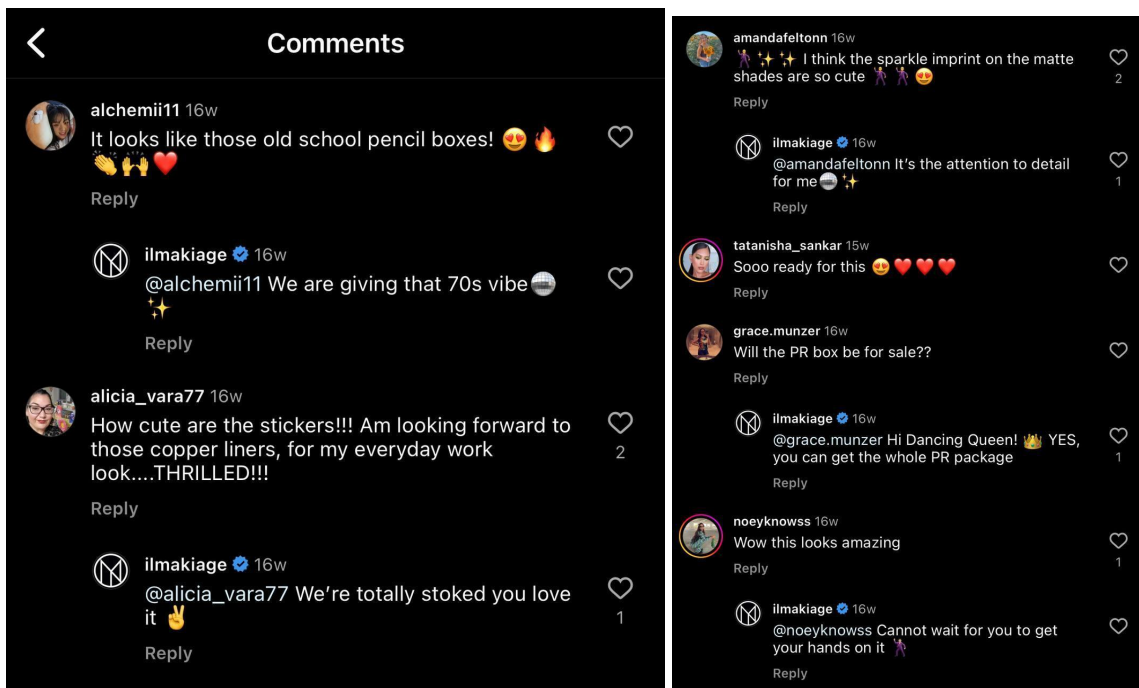 Comments
alchemii11 16w
It looks like those old school pencil boxes! 😍 🔥
👏🙌❤️
Reply
ilmakiage 16w
@alchemii11 We are giving that 70s vibe🪩
✨
Reply
alicia_vara77 16w
How cute are the stickers!!! Am looking forward to
those copper liners, for my everyday work
look....THRILLED!!!
2
Reply
ilmakiage 16w
@alicia_vara77 We're totally stoked you love
it ✌️
1
Reply
amandafeltonn 16w
🕺✨ ✨ I think the sparkle imprint on the matte
shades are so cute 🕺🕺😍
2
Reply
ilmakiage 16w
@amandafeltonn It's the attention to detail
for me🪩✨
1
Reply
tatanisha_sankar 15w
Sooo ready for this 😍❤️❤️❤️
Reply
grace.munzer 16w
Will the PR box be for sale??
Reply
ilmakiage 16w
@grace.munzer Hi Dancing Queen! 👑 YES,
you can get the whole PR package
1
Reply
noeyknowss 16w
Wow this looks amazing
1
Reply
ilmakiage 16w
@noeyknowss Cannot wait for you to get
your hands on it 🕺
Reply